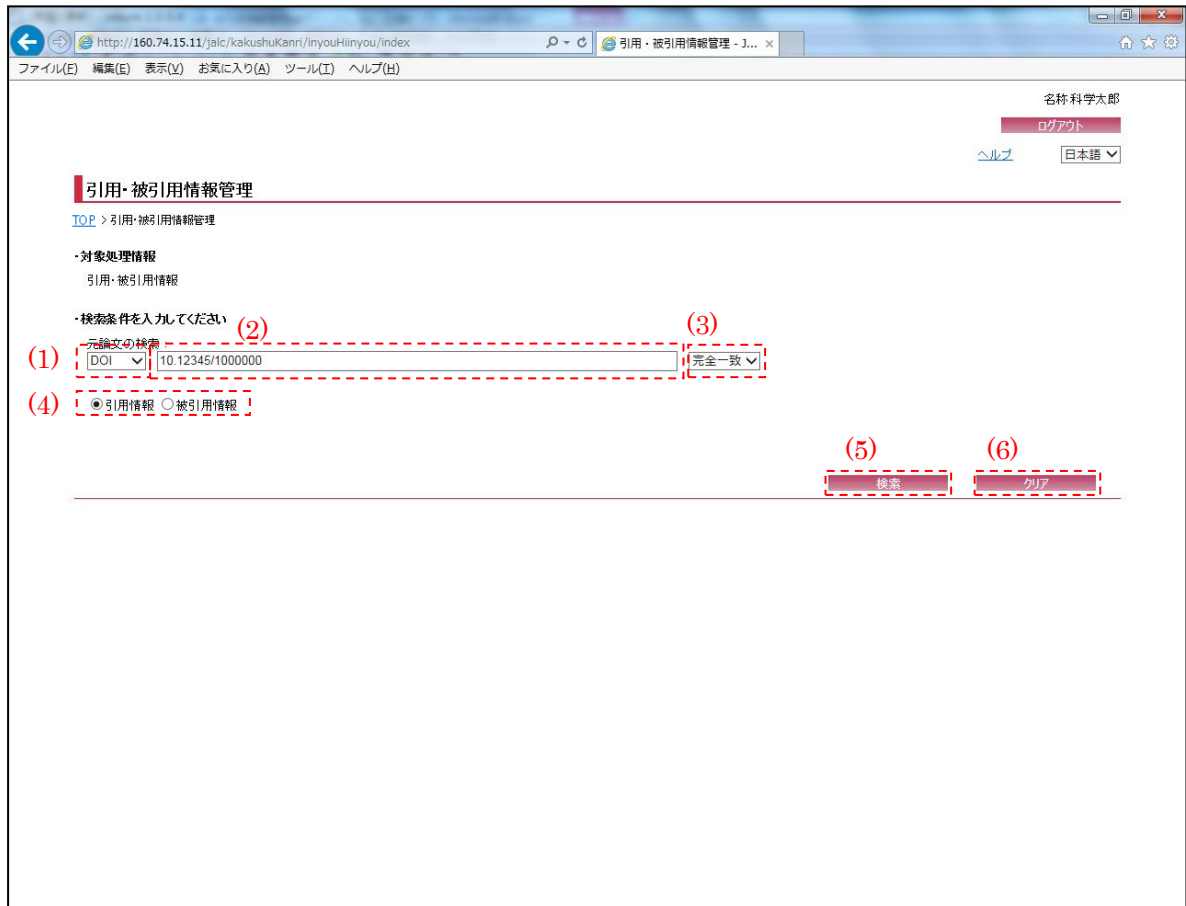 http://160.74.15.11/jalc/kakushuKanri/inyouHiinyou/index
引用・被引用情報管理 - J...
ファイル(F) 編集(E) 表示(V) お気に入り(A) ツール(T) ヘルプ(H)
名称 科学太郎
ログアウト
ヘルプ 日本語
引用・被引用情報管理
TOP > 引用・被引用情報管理
・対象処理情報
引用・被引用情報
・検索条件を入力してください
(2) (3)
元論文の検索：
(1) DOI 10.12345/1000000 完全一致
(4) 引用情報 被引用情報
(5) (6)
検索 クリア